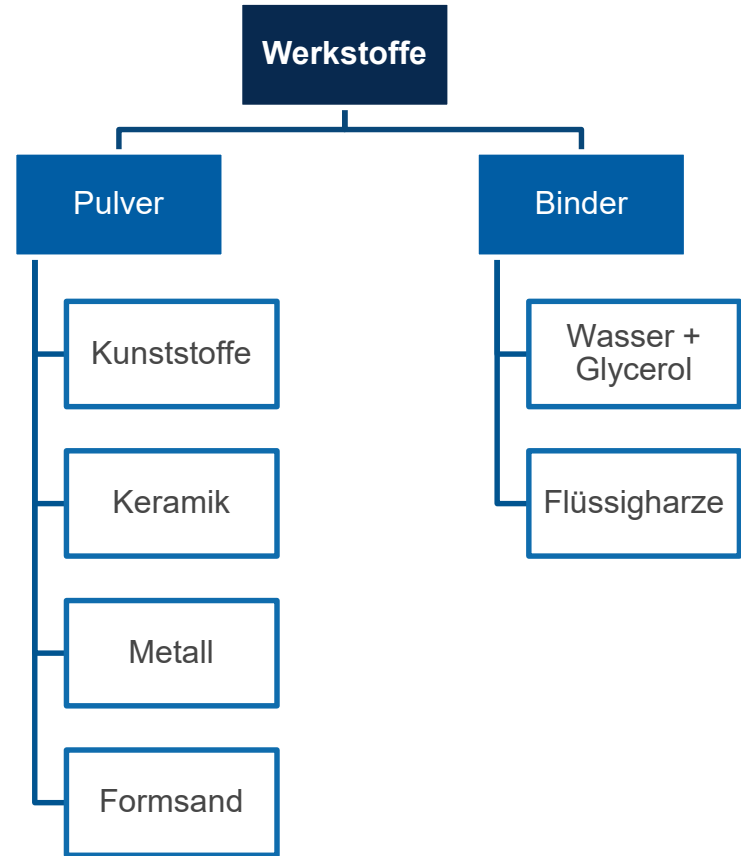 Werkstoffe
Pulver
Kunststoffe
Keramik
Metall
Formsand
Binder
Wasser +
Glycerol
Flüssigharze